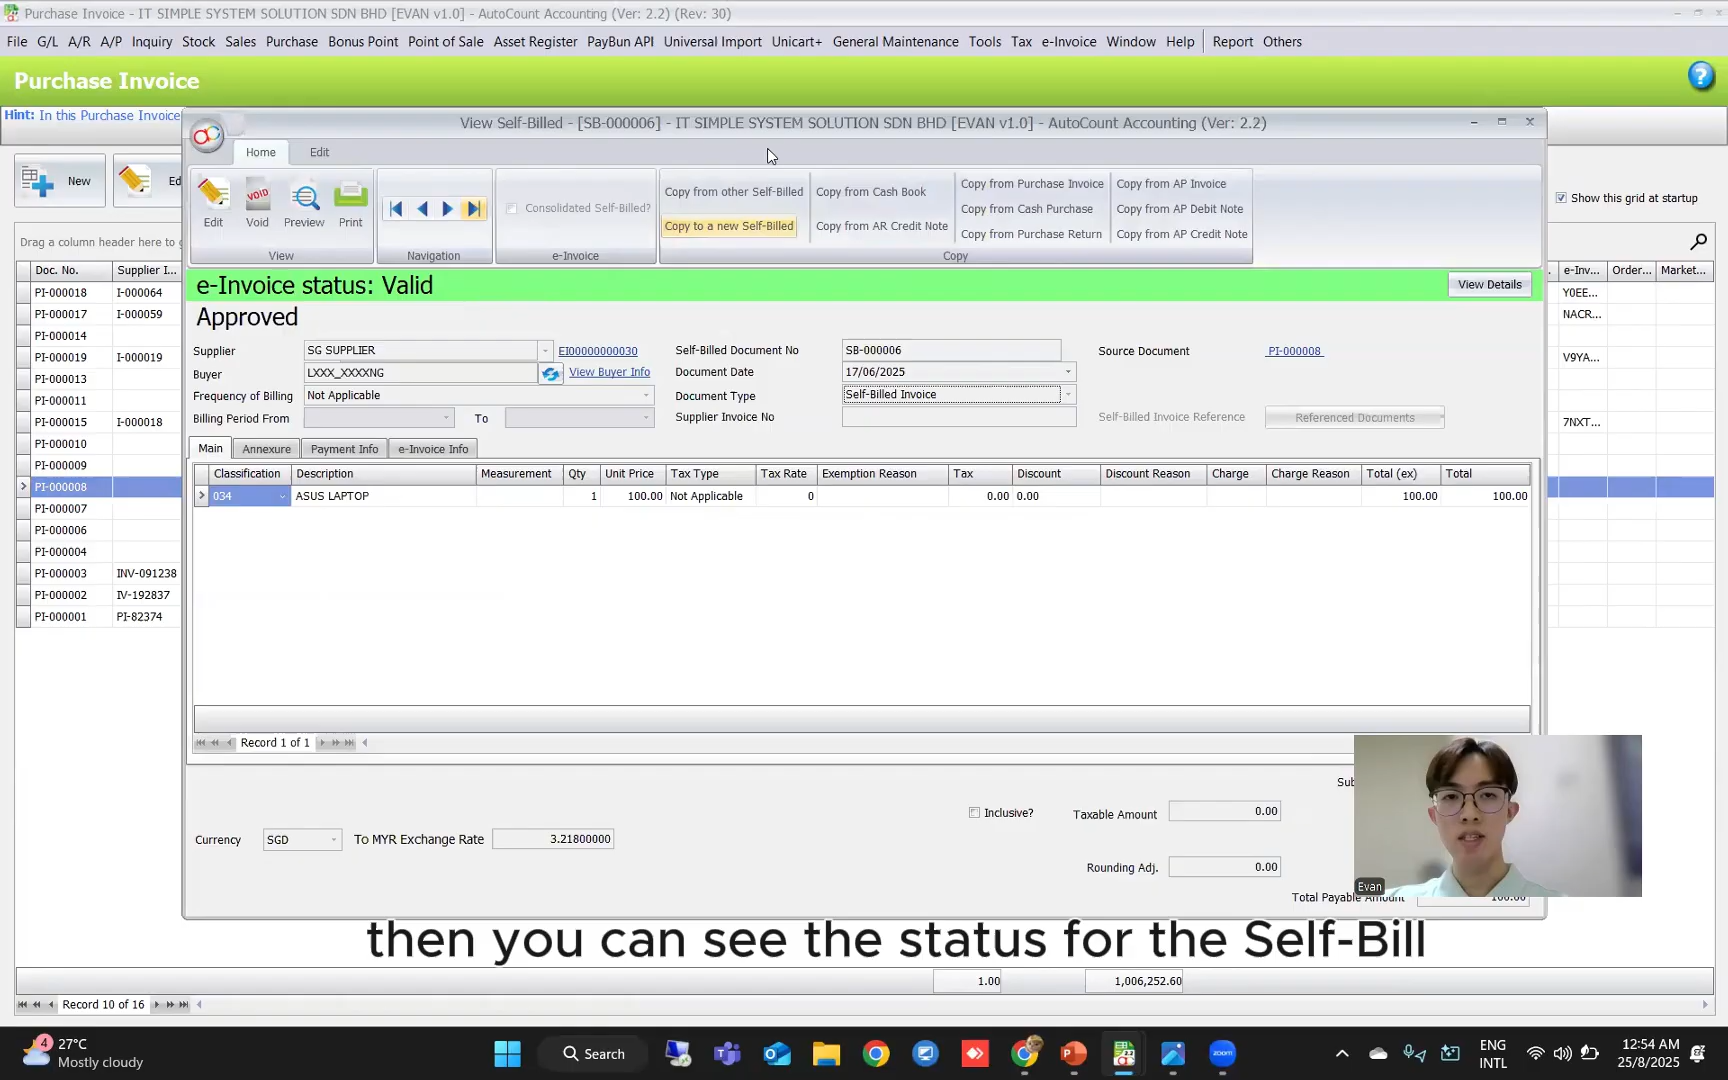 Purchase Invoice - IT SIMPLE SYSTEM SOLUTION SDN BHD [EVAN v1.0] - AutoCount Accounting (Ver: 2.2) (Rev: 30)
File G/L A/R A/P Inquiry Stock Sales Purchase Bonus Point Point of Sale Asset Register PayBun API Universal Import Unicart+ General Maintenance Tools Tax e-Invoice Window Help Report Others
Purchase Invoice
Hint: In this Purchase Invoice
View Self-Billed - [SB-000006] - IT SIMPLE SYSTEM SOLUTION SDN BHD [EVAN v1.0] - AutoCount Accounting (Ver: 2.2)
Home Edit
New
Edit Void Preview Print
VOID
Consolidated Self-Billed?
Copy from other Self-Billed
Copy to a new Self-Billed
Copy from Cash Book
Copy from AR Credit Note
Copy from Purchase Invoice
Copy from Cash Purchase
Copy from Purchase Return
Copy from AP Invoice
Copy from AP Debit Note
Copy from AP Credit Note
View Navigation e-Invoice Copy
Show this grid at startup
Drag a column header here to
e-Invoice status: Valid
View Details
Approved
Supplier SG SUPPLIER EI00000000030 Self-Billed Document No SB-000006 Source Document PI-000008
Buyer LXXX_XXXXNG View Buyer Info Document Date 17/06/2025
Frequency of Billing Not Applicable Document Type Self-Billed Invoice
Billing Period From To Supplier Invoice No Self-Billed Invoice Reference Referenced Documents
Main Annexure Payment Info e-Invoice Info
Classification Description Measurement Qty Unit Price Tax Type Tax Rate Exemption Reason Tax Discount Discount Reason Charge Charge Reason Total (ex) Total
034 ASUS LAPTOP 1 100.00 Not Applicable 0 0.00 0.00 100.00 100.00
Record 1 of 1
Inclusive?
Taxable Amount 0.00
Currency SGD To MYR Exchange Rate 3.21800000
Rounding Adj. 0.00
Total Payable Amount
Evan
Doc. No. Supplier I...
PI-000018 I-000064
PI-000017 I-000059
PI-000014
PI-000019 I-000019
PI-000013
PI-000011
PI-000015 I-000018
PI-000010
PI-000009
PI-000008
PI-000007
PI-000006
PI-000004
PI-000003 INV-091238
PI-000002 IV-192837
PI-000001 PI-82374
e-Inv... Order... Market...
Y0EE...
NACR...
V9YA...
7NXT...
then you can see the status for the Self-Bill
1.00 1,006,252.60
Record 10 of 16
4
27°C
Mostly cloudy
Search
zoom
ENG
INTL
12:54 AM
25/8/2025